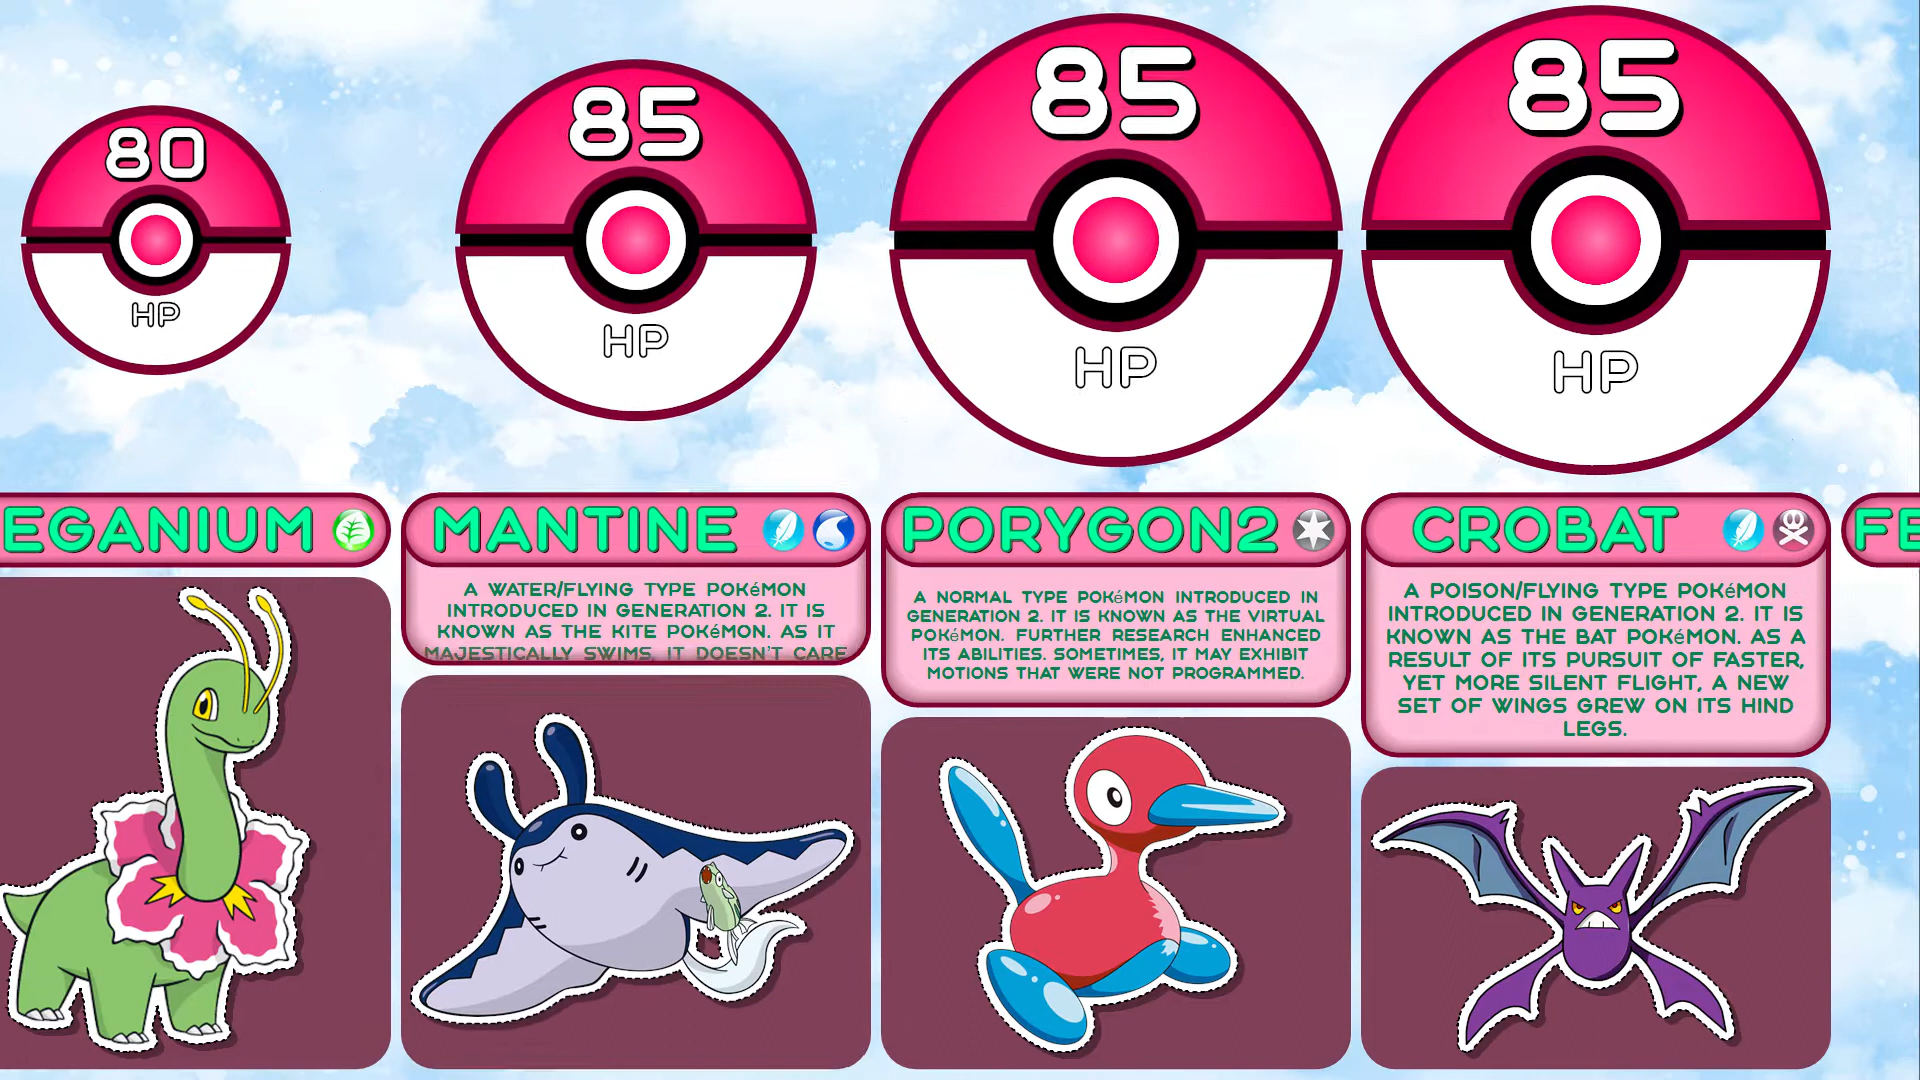 80
HP
85
HP
85
HP
85
HP
EGANIUM
MANTINE
A WATER/FLYING TYPE POKéMON
INTRODUCED IN GENERATION 2. IT IS
KNOWN AS THE KITE POKéMON. AS IT
MAJESTICALLY SWIMS, IT DOESN'T CARE
PORYGON2
A NORMAL TYPE POKéMON INTRODUCED IN
GENERATION 2. IT IS KNOWN AS THE VIRTUAL
POKéMON. FURTHER RESEARCH ENHANCED
ITS ABILITIES. SOMETIMES, IT MAY EXHIBIT
MOTIONS THAT WERE NOT PROGRAMMED.
CROBAT
A POISON/FLYING TYPE POKéMON
INTRODUCED IN GENERATION 2. IT IS
KNOWN AS THE BAT POKéMON. AS A
RESULT OF ITS PURSUIT OF FASTER,
YET MORE SILENT FLIGHT, A NEW
SET OF WINGS GREW ON ITS HIND
LEGS.
FE